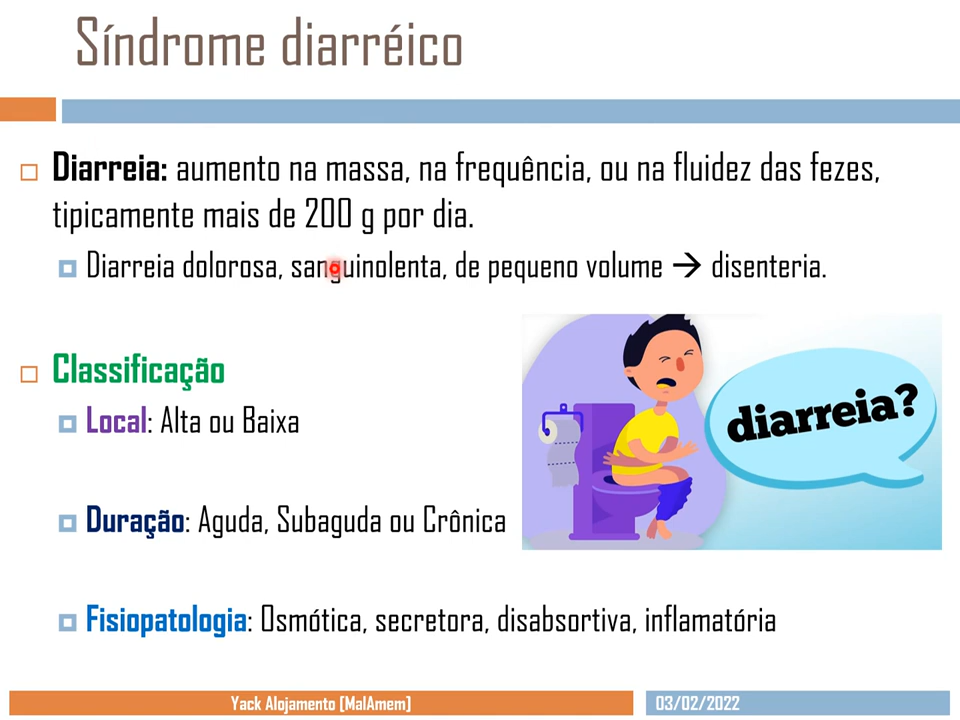 Síndrome diarréico
Diarreia: aumento na massa, na frequência, ou na fluidez das fezes,
tipicamente mais de 200 g por dia.
Diarreia dolorosa, sanguinolenta, de pequeno volume → disenteria.
Classificação
Local: Alta ou Baixa
diarreia?
Duração: Aguda, Subaguda ou Crônica
Fisiopatologia: Osmótica, secretora, disabsortiva, inflamatória
Yack Alojamento [MalAmem]
03/02/2022